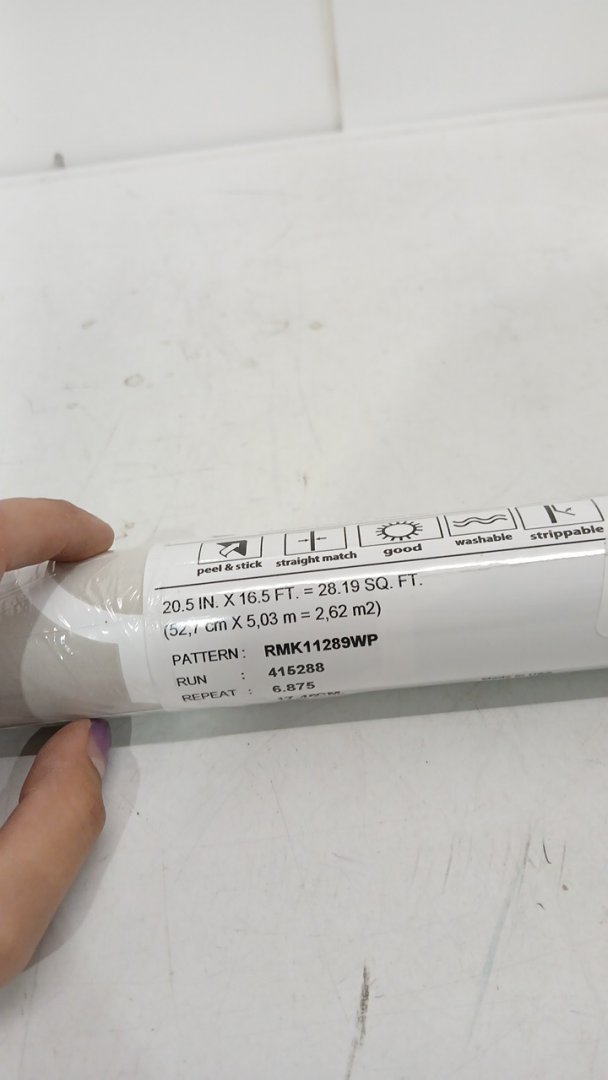 peel & stick straight match good washable strippable
20.5 IN. X 16.5 FT. = 28.19 SQ. FT.
(52,7 cm X 5,03 m = 2,62 m2)
PATTERN : RMK11289WP
RUN : 415288
REPEAT : 6.875